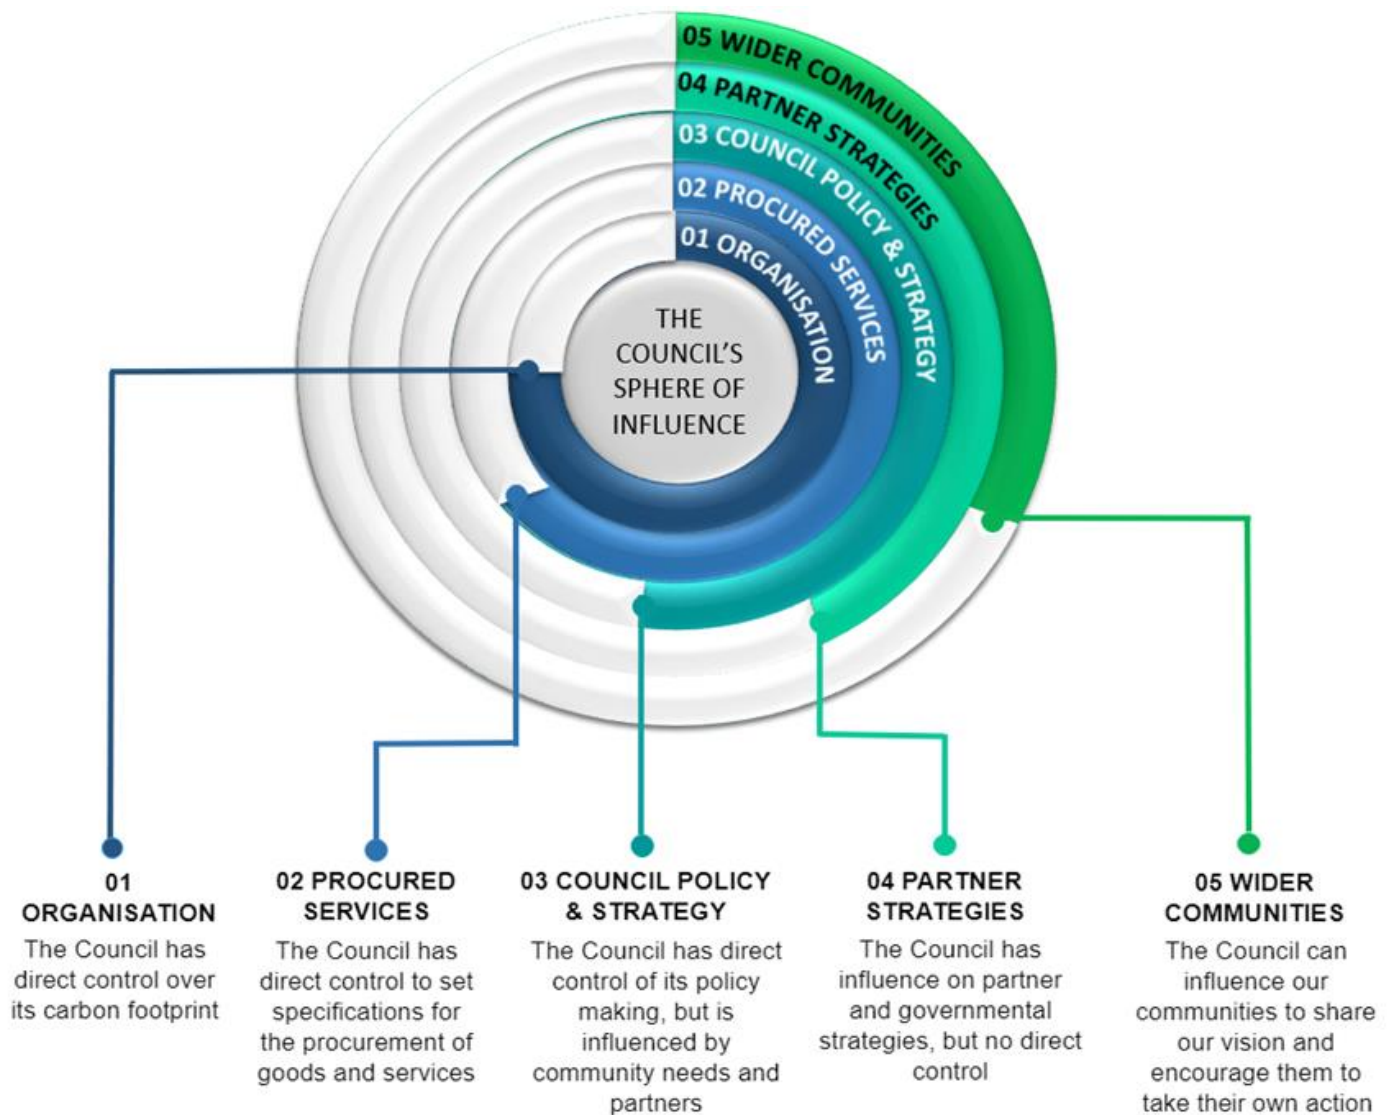 05 WIDER COMMUNITIES
04 PARTNER STRATEGIES
03 COUNCIL POLICY & STRATEGY
02 PROCURED SERVICES
01 ORGANISATION
THE
COUNCIL'S
SPHERE OF
INFLUENCE
01
ORGANISATION
The Council has
direct control over
its carbon footprint
02 PROCURED
SERVICES
The Council has
direct control to set
specifications for
the procurement of
goods and services
03 COUNCIL POLICY
& STRATEGY
The Council has direct
control of its policy
making, but is
influenced by
community needs and
partners
04 PARTNER
STRATEGIES
The Council has
influence on partner
and governmental
strategies, but no direct
control
05 WIDER
COMMUNITIES
The Council can
influence our
communities to share
our vision and
encourage them to
take their own action